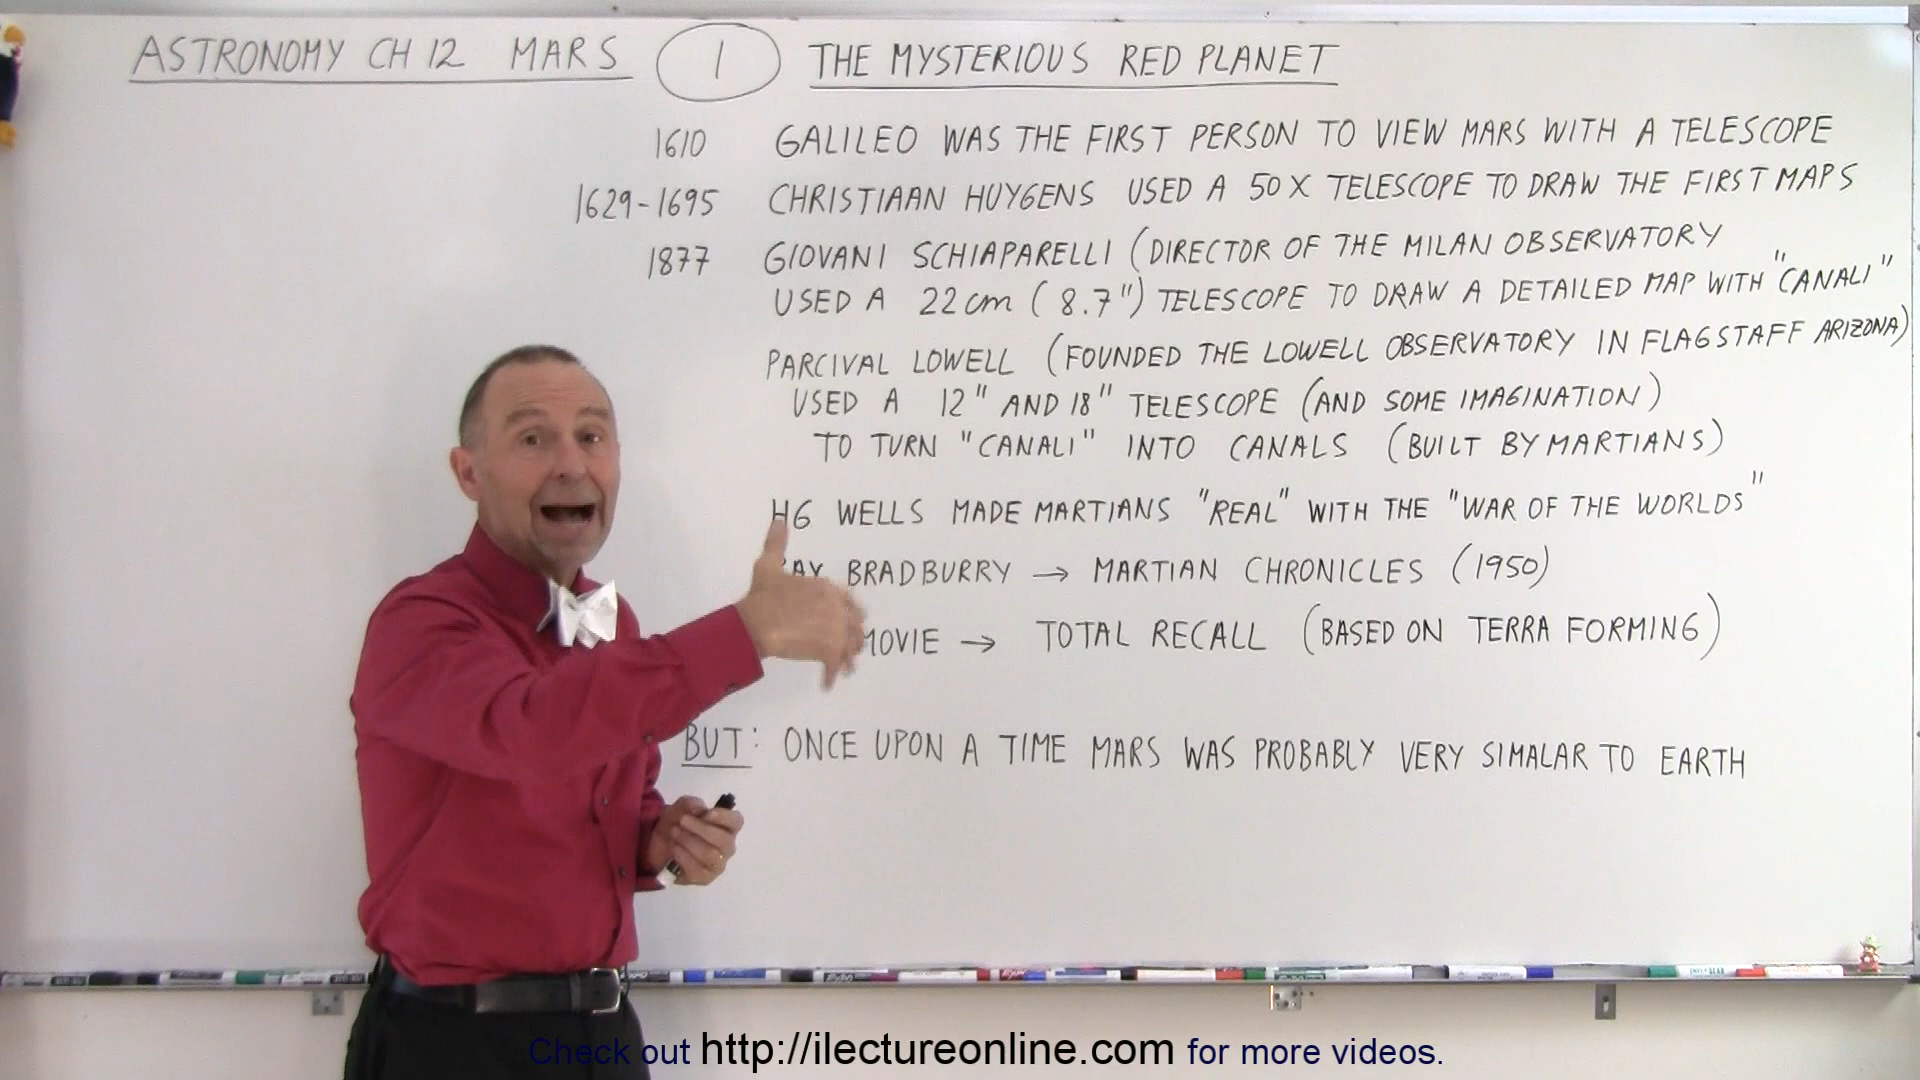 ASTRONOMY CH 12 MARS 1 THE MYSTERIOUS RED PLANET
1610 GALILEO WAS THE FIRST PERSON TO VIEW MARS WITH A TELESCOPE
1629-1695 CHRISTIAAN HUYGENS USED A 50X TELESCOPE TO DRAW THE FIRST MAPS
1877 GIOVANI SCHIAPARELLI (DIRECTOR OF THE MILAN OBSERVATORY
USED A 22cm (8.7") TELESCOPE TO DRAW A DETAILED MAP WITH "CANALI"
PARCIVAL LOWELL (FOUNDED THE LOWELL OBSERVATORY IN FLAGSTAFF ARIZONA)
USED A 12" AND 18" TELESCOPE (AND SOME IMAGINATION)
TO TURN "CANALI" INTO CANALS (BUILT BY MARTIANS)
HG WELLS MADE MARTIANS "REAL" WITH THE "WAR OF THE WORLDS"
BRADBURRY → MARTIAN CHRONICLES (1950)
MOVIE → TOTAL RECALL (BASED ON TERRA FORMING)
BUT: ONCE UPON A TIME MARS WAS PROBABLY VERY SIMALAR TO EARTH
Check out http://ilectureonline.com for more videos.